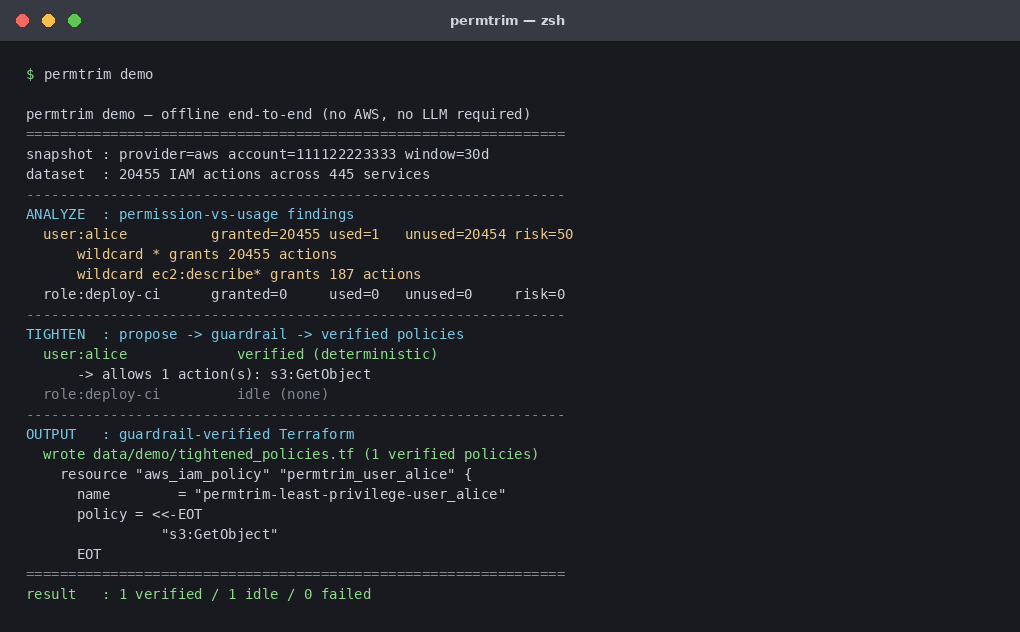 permtrim — zsh
$ permtrim demo
permtrim demo — offline end-to-end (no AWS, no LLM required)
================================================================
snapshot : provider=aws account=111122223333 window=30d
dataset  : 20455 IAM actions across 445 services
----------------------------------------------------------------
ANALYZE  : permission-vs-usage findings
  user:alice          granted=20455 used=1   unused=20454 risk=50
      wildcard * grants 20455 actions
      wildcard ec2:describe* grants 187 actions
  role:deploy-ci      granted=0     used=0   unused=0     risk=0
----------------------------------------------------------------
TIGHTEN  : propose -> guardrail -> verified policies
  user:alice             verified (deterministic)
      -> allows 1 action(s): s3:GetObject
  role:deploy-ci         idle (none)
----------------------------------------------------------------
OUTPUT   : guardrail-verified Terraform
  wrote data/demo/tightened_policies.tf (1 verified policies)
    resource "aws_iam_policy" "permtrim_user_alice" {
      name        = "permtrim-least-privilege-user_alice"
      policy = <<-EOT
                "s3:GetObject"
      EOT
================================================================
result   : 1 verified / 1 idle / 0 failed